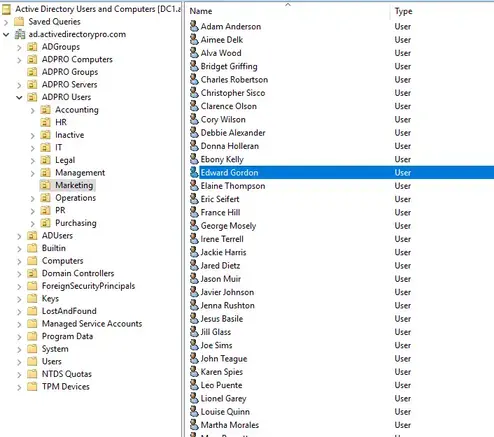 Active Directory Users and Computers [DC1.a
Saved Queries
ad.activedirectorypro.com
ADGroups
ADPRO Computers
ADPRO Groups
ADPRO Servers
ADPRO Users
Accounting
HR
Inactive
IT
Legal
Management
Marketing
Operations
PR
Purchasing
ADUsers
Builtin
Computers
Domain Controllers
ForeignSecurityPrincipals
Keys
LostAndFound
Managed Service Accounts
Program Data
System
Users
NTDS Quotas
TPM Devices
Name Type
Adam Anderson User
Aimee Delk User
Alva Wood User
Bridget Griffing User
Charles Robertson User
Christopher Sisco User
Clarence Olson User
Cory Wilson User
Debbie Alexander User
Donna Holleran User
Ebony Kelly User
Edward Gordon User
Elaine Thompson User
Eric Seifert User
France Hill User
George Mosely User
Irene Terrell User
Jackie Harris User
Jared Dietz User
Jason Muir User
Javier Johnson User
Jenna Rushton User
Jesus Basile User
Jill Glass User
Joe Sims User
John Teague User
Karen Spies User
Leo Puente User
Lionel Garey User
Louise Quinn User
Martha Morales User